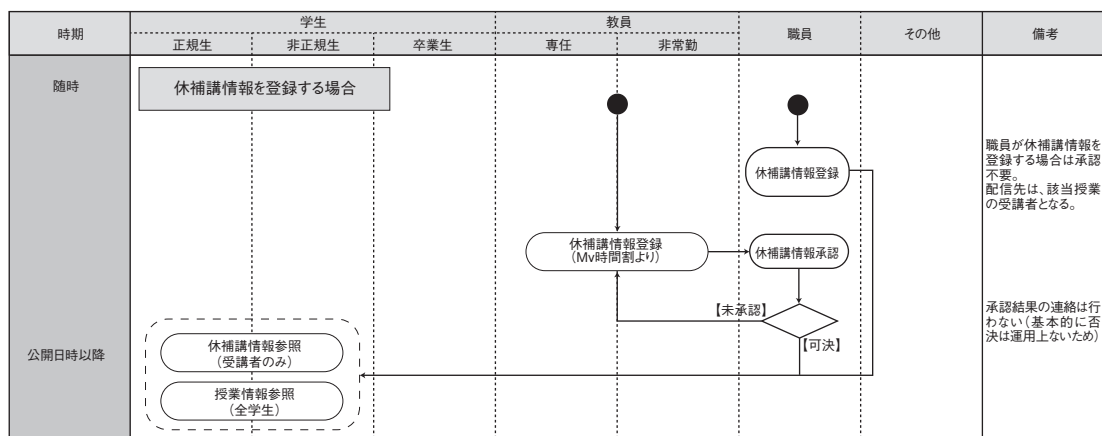 時期
学生
教員
職員
その他
備考
正規生
非正規生
卒業生
専任
非常勤
随時
休補講情報を登録する場合
休補講情報登録
職員が休補講情報を
登録する場合は承認
不要。
配信先は、該当授業
の受講者となる。
休補講情報登録
(Mv時間割より)
休補講情報承認
【未承認】
【可決】
承認結果の連絡は行
わない(基本的に否
決は運用上ないため)
公開日時以降
休補講情報参照
(受講者のみ)
授業情報参照
(全学生)